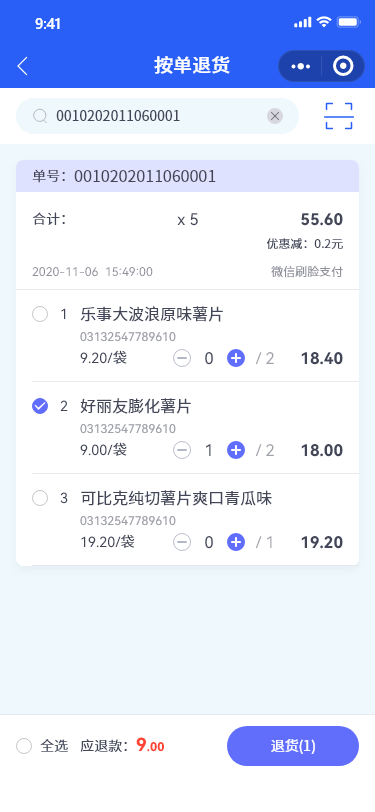 9:41
按单退货
0010202011060001
单号：0010202011060001
合计： x 5 55.60
优惠减：0.2元
2020-11-06 15:49:00 微信刷脸支付
1 乐事大波浪原味薯片
03132547789610
9.20/袋 0 / 2 18.40
2 好丽友膨化薯片
03132547789610
9.00/袋 1 / 2 18.00
3 可比克纯切薯片爽口青瓜味
03132547789610
19.20/袋 0 / 1 19.20
全选 应退款：9.00 退货(1)